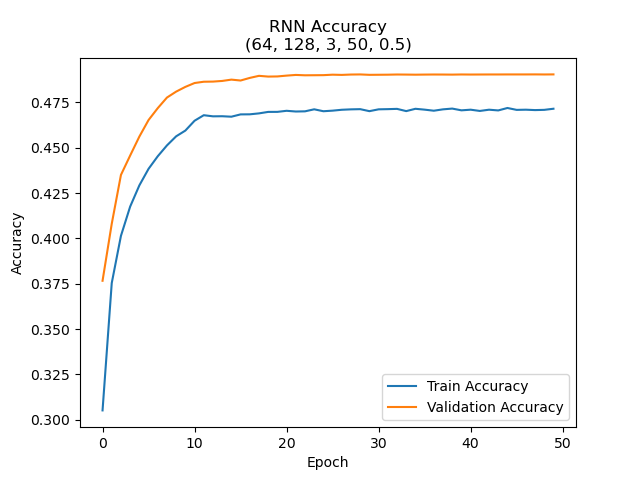 RNN Accuracy
(64, 128, 3, 50, 0.5)
Accuracy
0.475
0.450
0.425
0.400
0.375
0.350
0.325
0.300
Train Accuracy
Validation Accuracy
0 10 20 30 40 50
Epoch